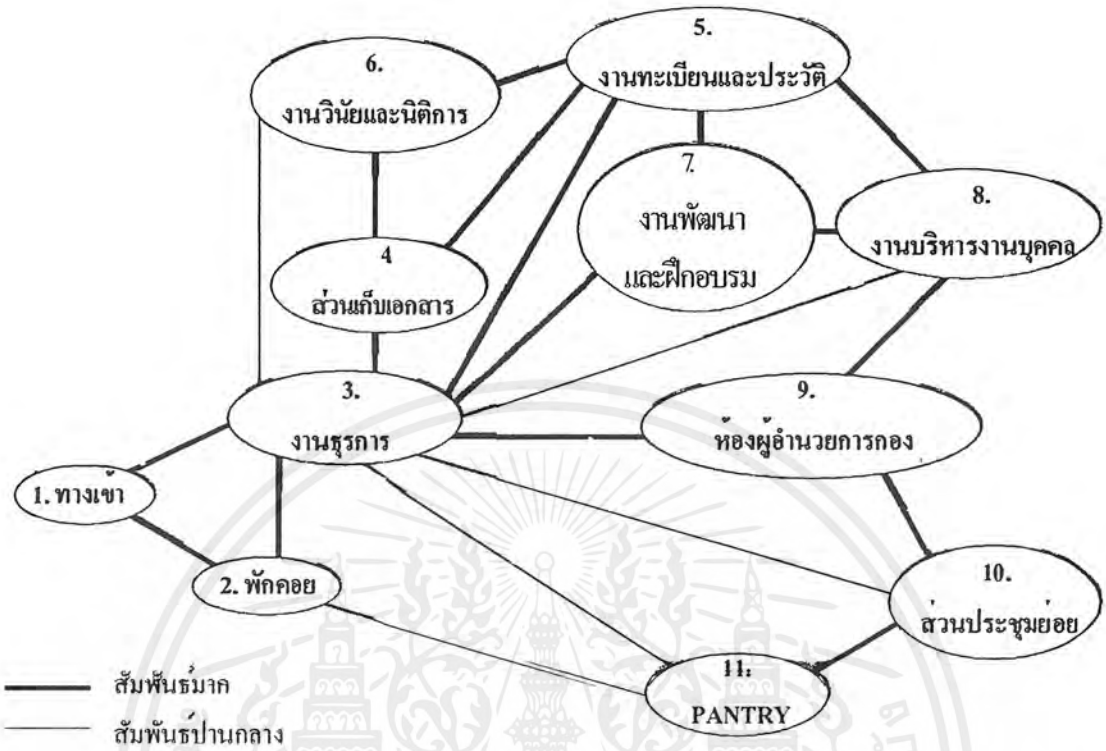 5.
งานทะเบียนและประวัติ
6.
งานวินัยและนิติการ
7.
งานพัฒนา
และฝึกอบรม
8.
งานบริหารงานบุคคล
4
ส่วนเก็บเอกสาร
3.
งานธุรการ
9.
ห้องผู้อำนวยการกอง
1. ทางเข้า
2. พักคอย
10.
ส่วนประชุมย่อย
11.
PANTRY
สัมพันธ์มาก
สัมพันธ์ปานกลาง